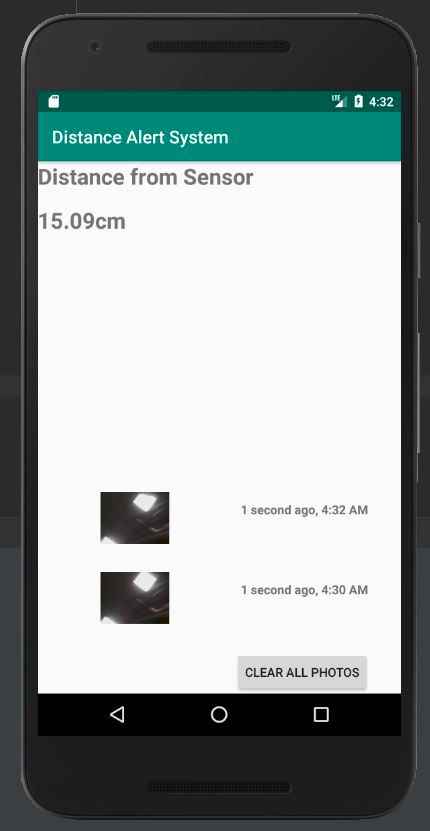 LTE 4:32
Distance Alert System
Distance from Sensor
15.09cm
1 second ago, 4:32 AM
1 second ago, 4:30 AM
CLEAR ALL PHOTOS